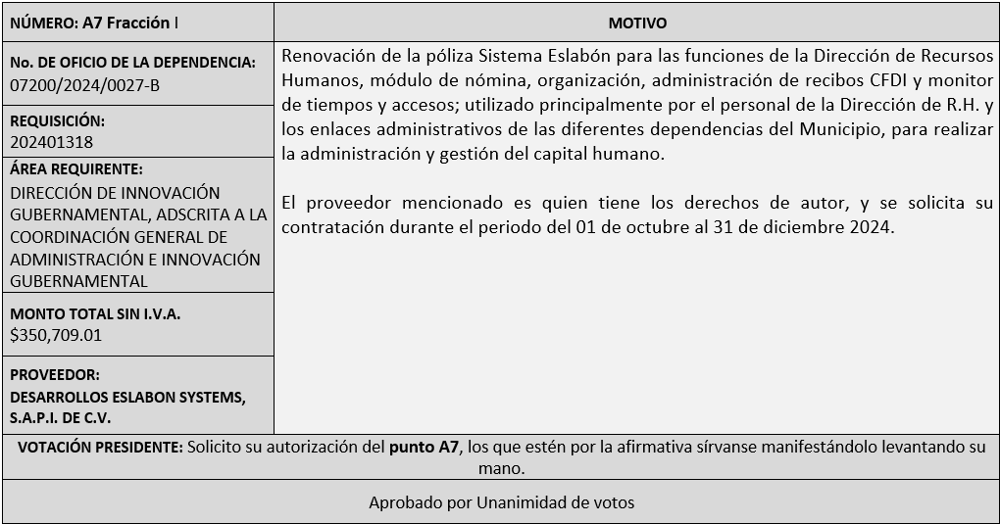 NÚMERO: A7 Fracción I
MOTIVO
No. DE OFICIO DE LA DEPENDENCIA:
07200/2024/0027-B
REQUISICIÓN:
202401318
ÁREA REQUIRENTE:
DIRECCIÓN DE INNOVACIÓN
GUBERNAMENTAL, ADSCRITA A LA
COORDINACIÓN GENERAL DE
ADMINISTRACIÓN E INNOVACIÓN
GUBERNAMENTAL
MONTO TOTAL SIN I.V.A.
$350,709.01
PROVEEDOR:
DESARROLLOS ESLABON SYSTEMS,
S.A.P.I. DE C.V.
Renovación de la póliza Sistema Eslabón para las funciones de la Dirección de Recursos
Humanos, módulo de nómina, organización, administración de recibos CFDI y monitor
de tiempos y accesos; utilizado principalmente por el personal de la Dirección de R.H. y
los enlaces administrativos de las diferentes dependencias del Municipio, para realizar
la administración y gestión del capital humano.
El proveedor mencionado es quien tiene los derechos de autor, y se solicita su
contratación durante el periodo del 01 de octubre al 31 de diciembre 2024.
VOTACIÓN PRESIDENTE: Solicito su autorización del punto A7, los que estén por la afirmativa sírvanse manifestándolo levantando su
mano.
Aprobado por Unanimidad de votos